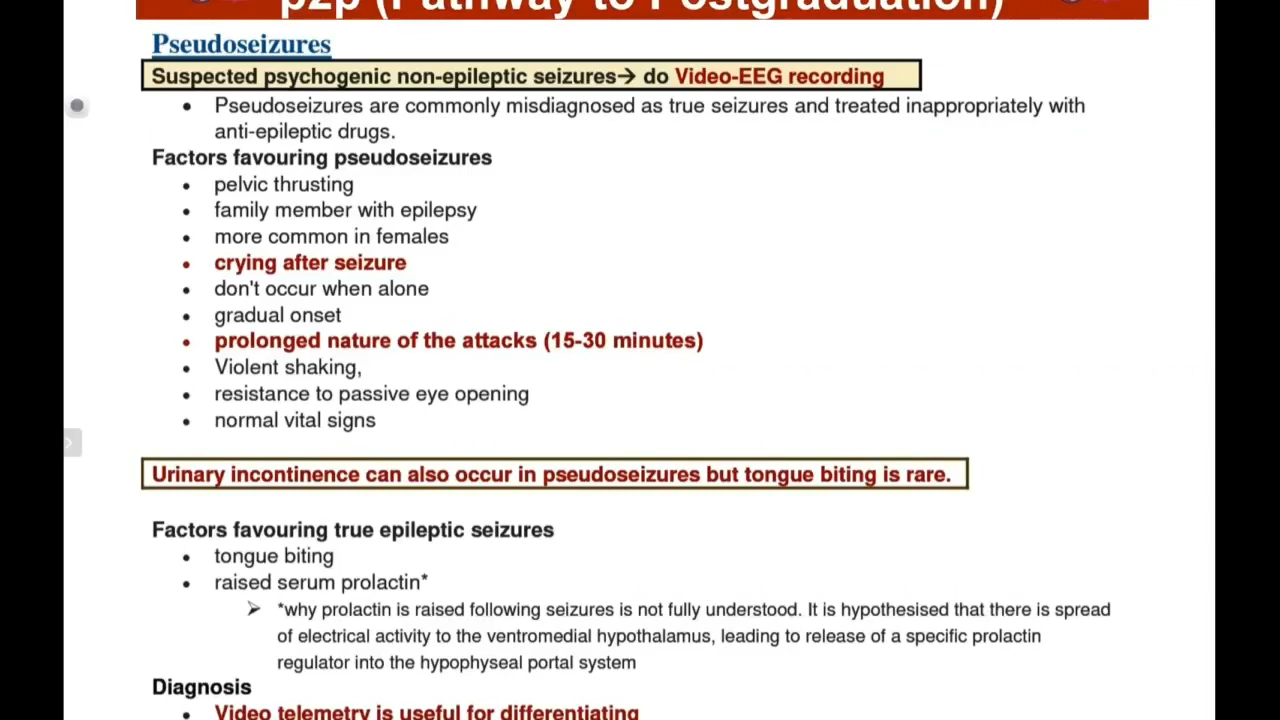 p2p (Pathway to Postgraduation)
Pseudoseizures
Suspected psychogenic non-epileptic seizures→ do Video-EEG recording
• Pseudoseizures are commonly misdiagnosed as true seizures and treated inappropriately with
anti-epileptic drugs.
Factors favouring pseudoseizures
• pelvic thrusting
• family member with epilepsy
• more common in females
• crying after seizure
• don't occur when alone
• gradual onset
• prolonged nature of the attacks (15-30 minutes)
• Violent shaking,
• resistance to passive eye opening
• normal vital signs
Urinary incontinence can also occur in pseudoseizures but tongue biting is rare.
Factors favouring true epileptic seizures
• tongue biting
• raised serum prolactin*
➢ *why prolactin is raised following seizures is not fully understood. It is hypothesised that there is spread
of electrical activity to the ventromedial hypothalamus, leading to release of a specific prolactin
regulator into the hypophyseal portal system
Diagnosis
• Video telemetry is useful for differentiating